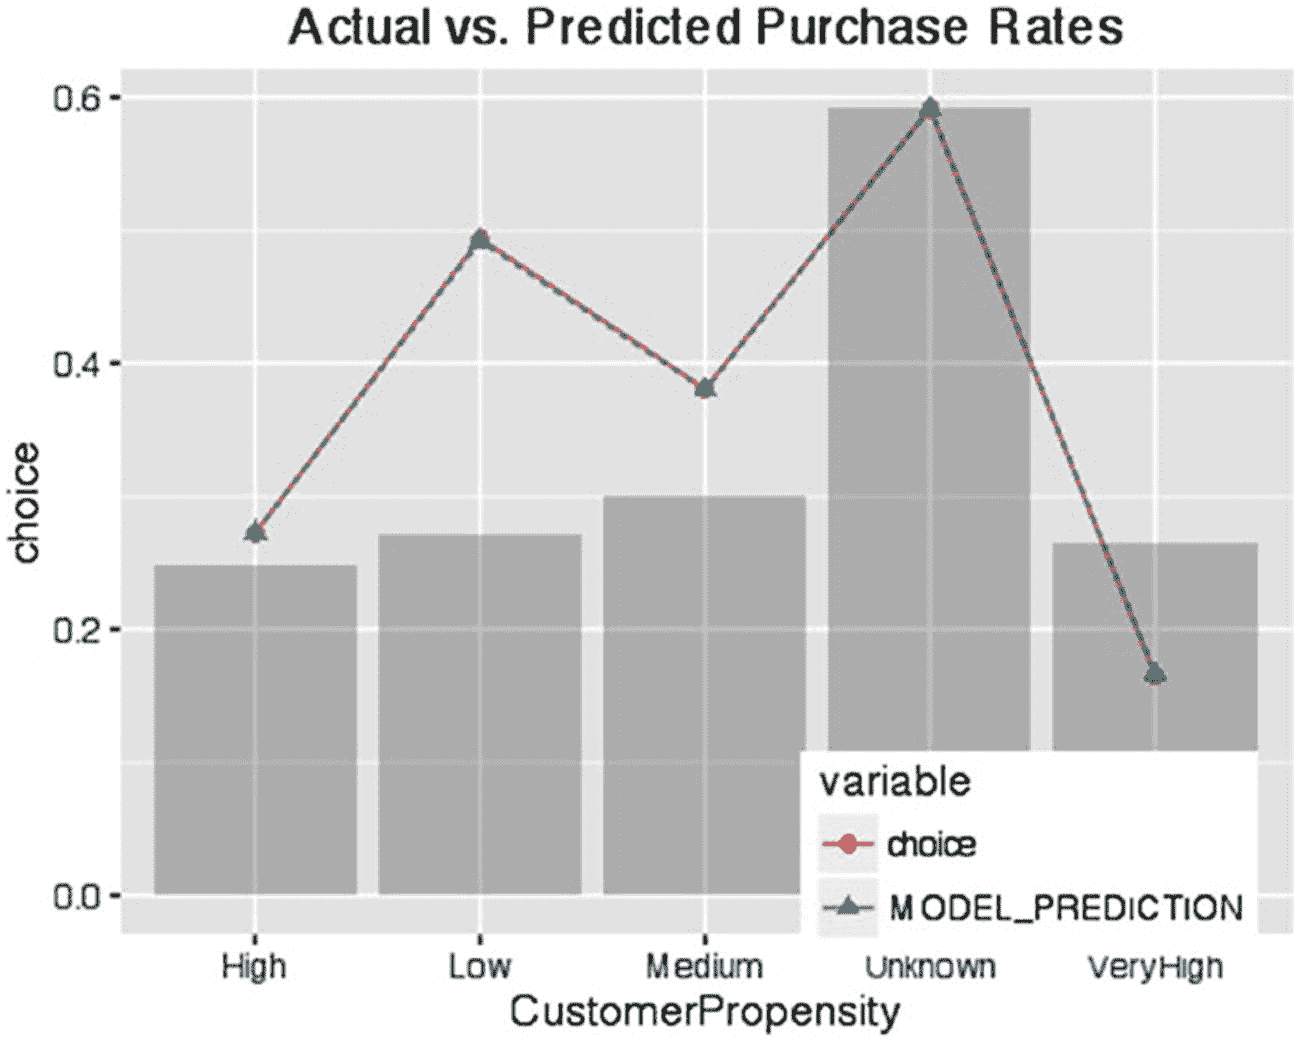 Actual vs. Predicted Purchase Rates
0.6
0.4
0.2
0.0
choice
High Low Medium Unknown VeryHigh
CustomerPropensity
variable
choice
MODEL_PREDICTION